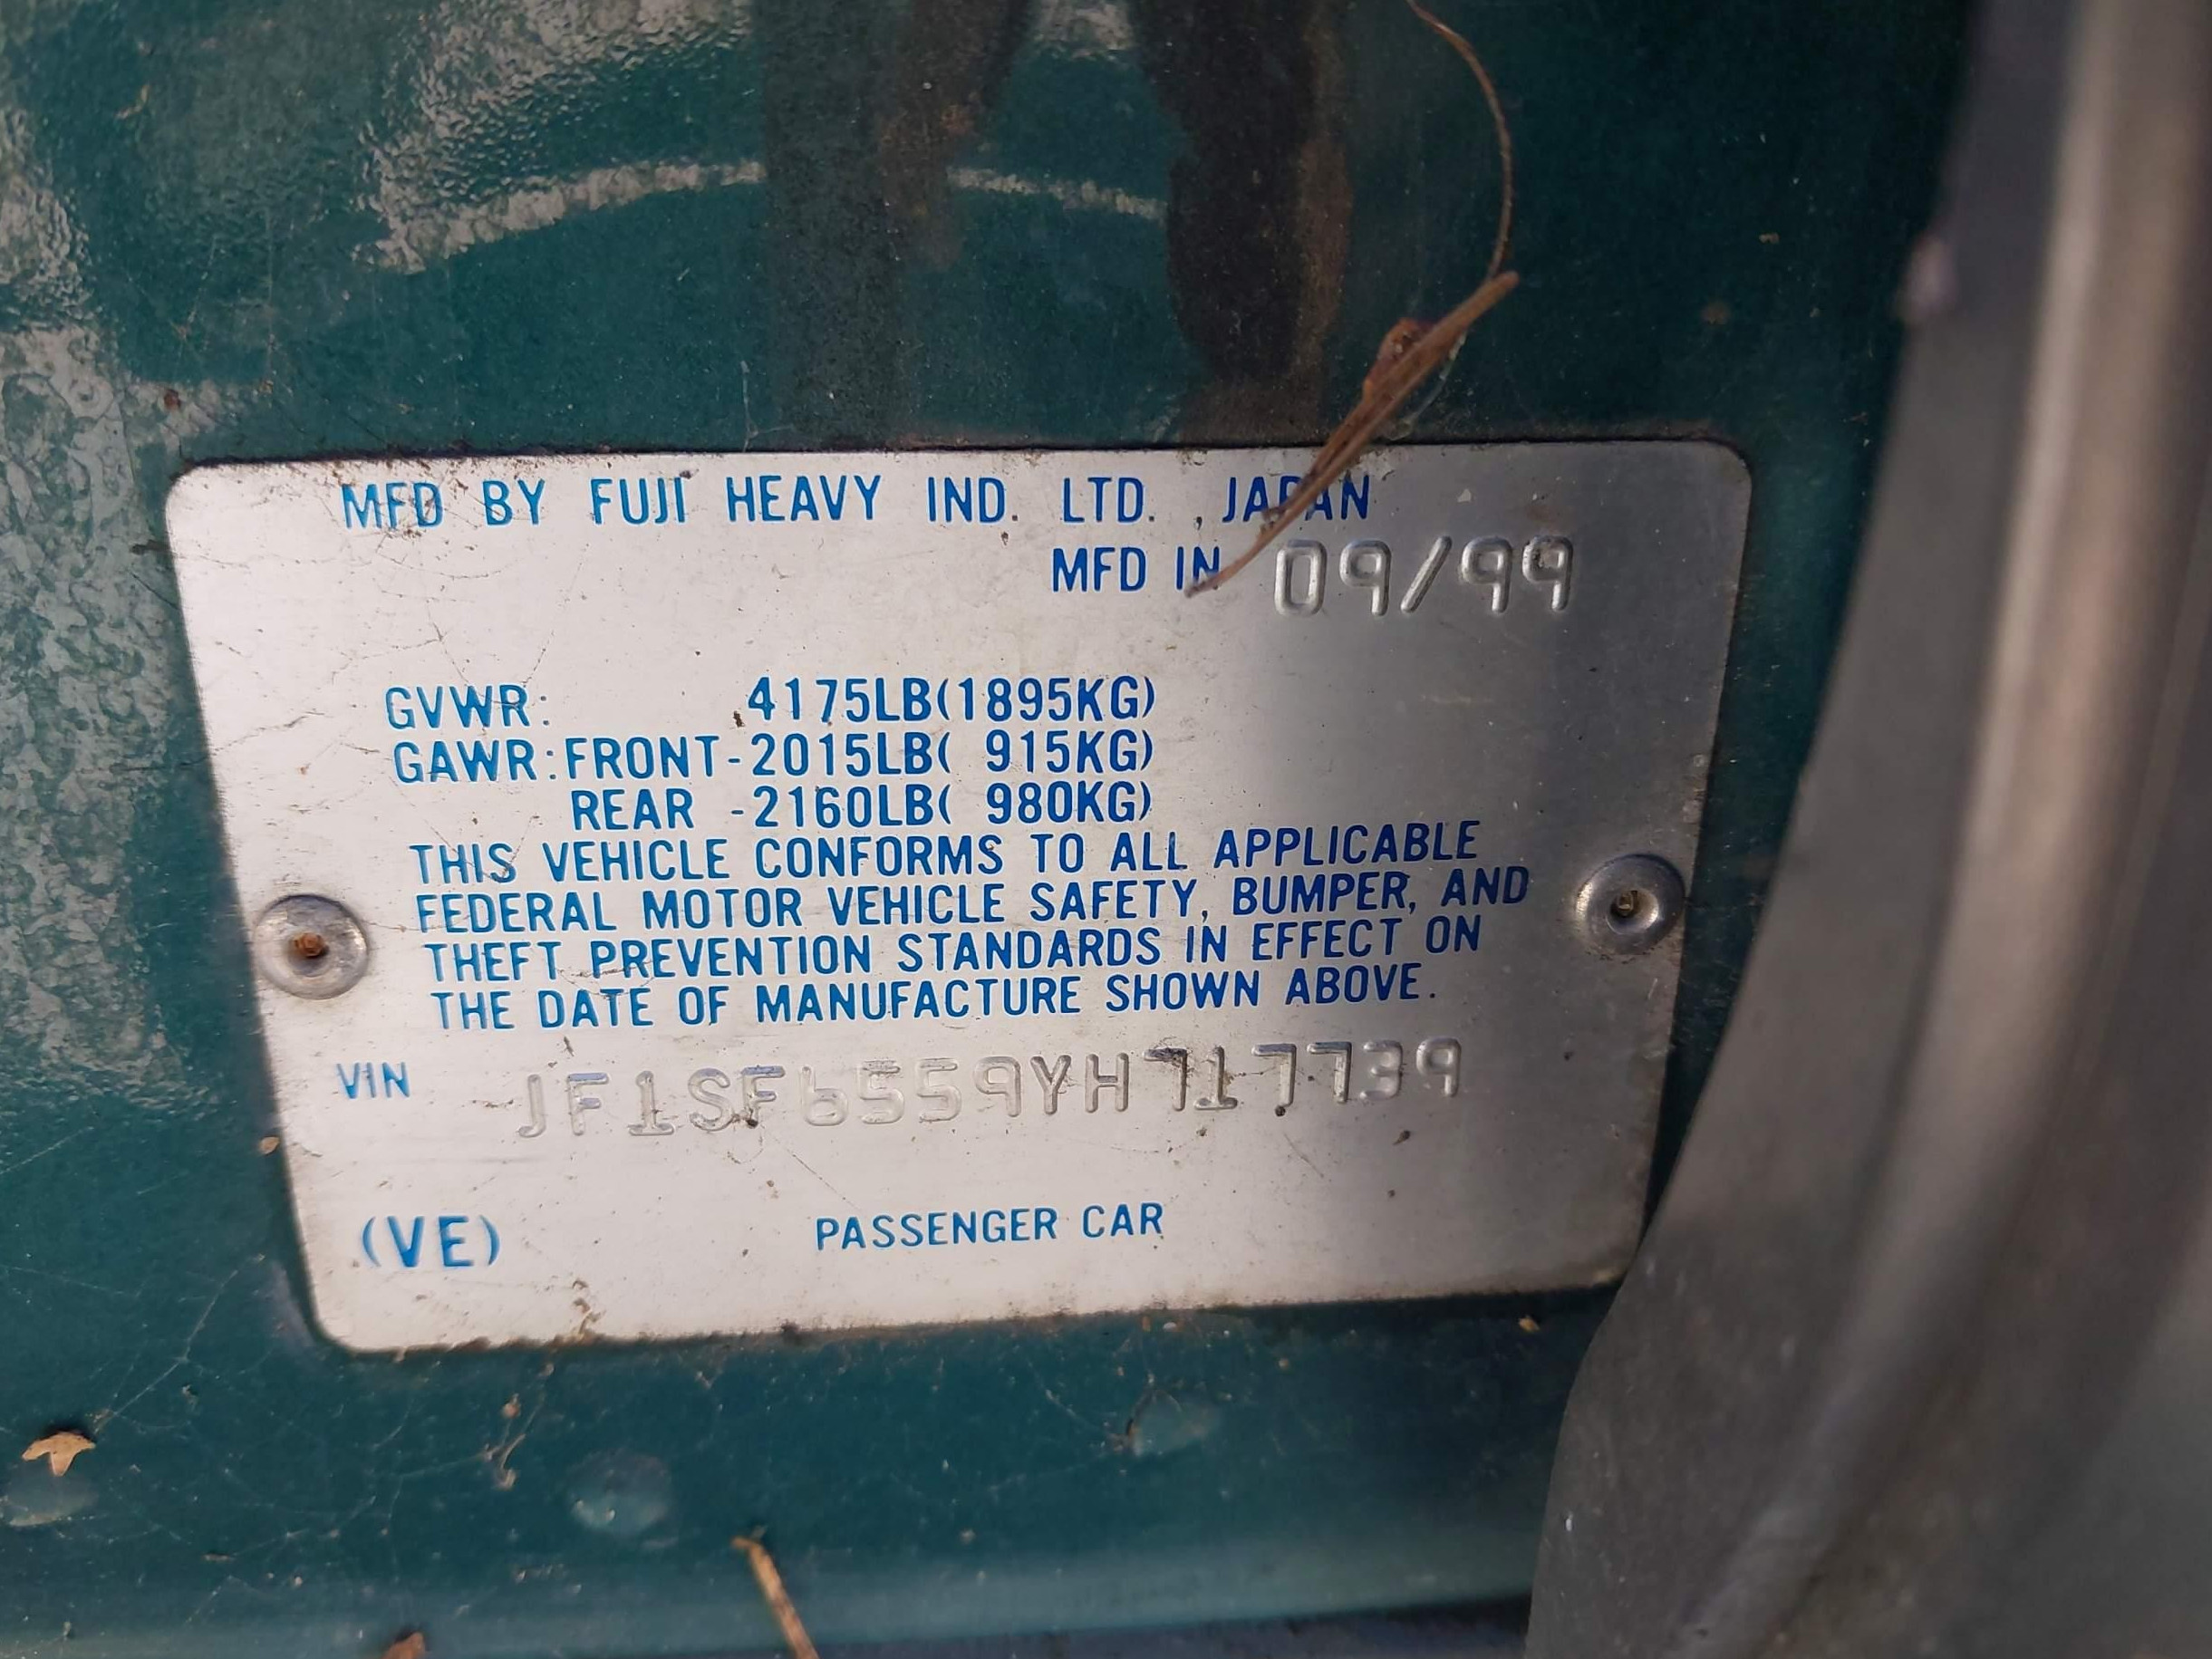 MFD BY FUJI HEAVY IND. LTD. , JAPAN
MFD IN 09/99
GVWR: 4175LB(1895KG)
GAWR:FRONT-2015LB( 915KG)
REAR -2160LB( 980KG)
THIS VEHICLE CONFORMS TO ALL APPLICABLE
FEDERAL MOTOR VEHICLE SAFETY, BUMPER, AND
THEFT PREVENTION STANDARDS IN EFFECT ON
THE DATE OF MANUFACTURE SHOWN ABOVE.
VIN JF1SF6559YH717739
(VE) PASSENGER CAR